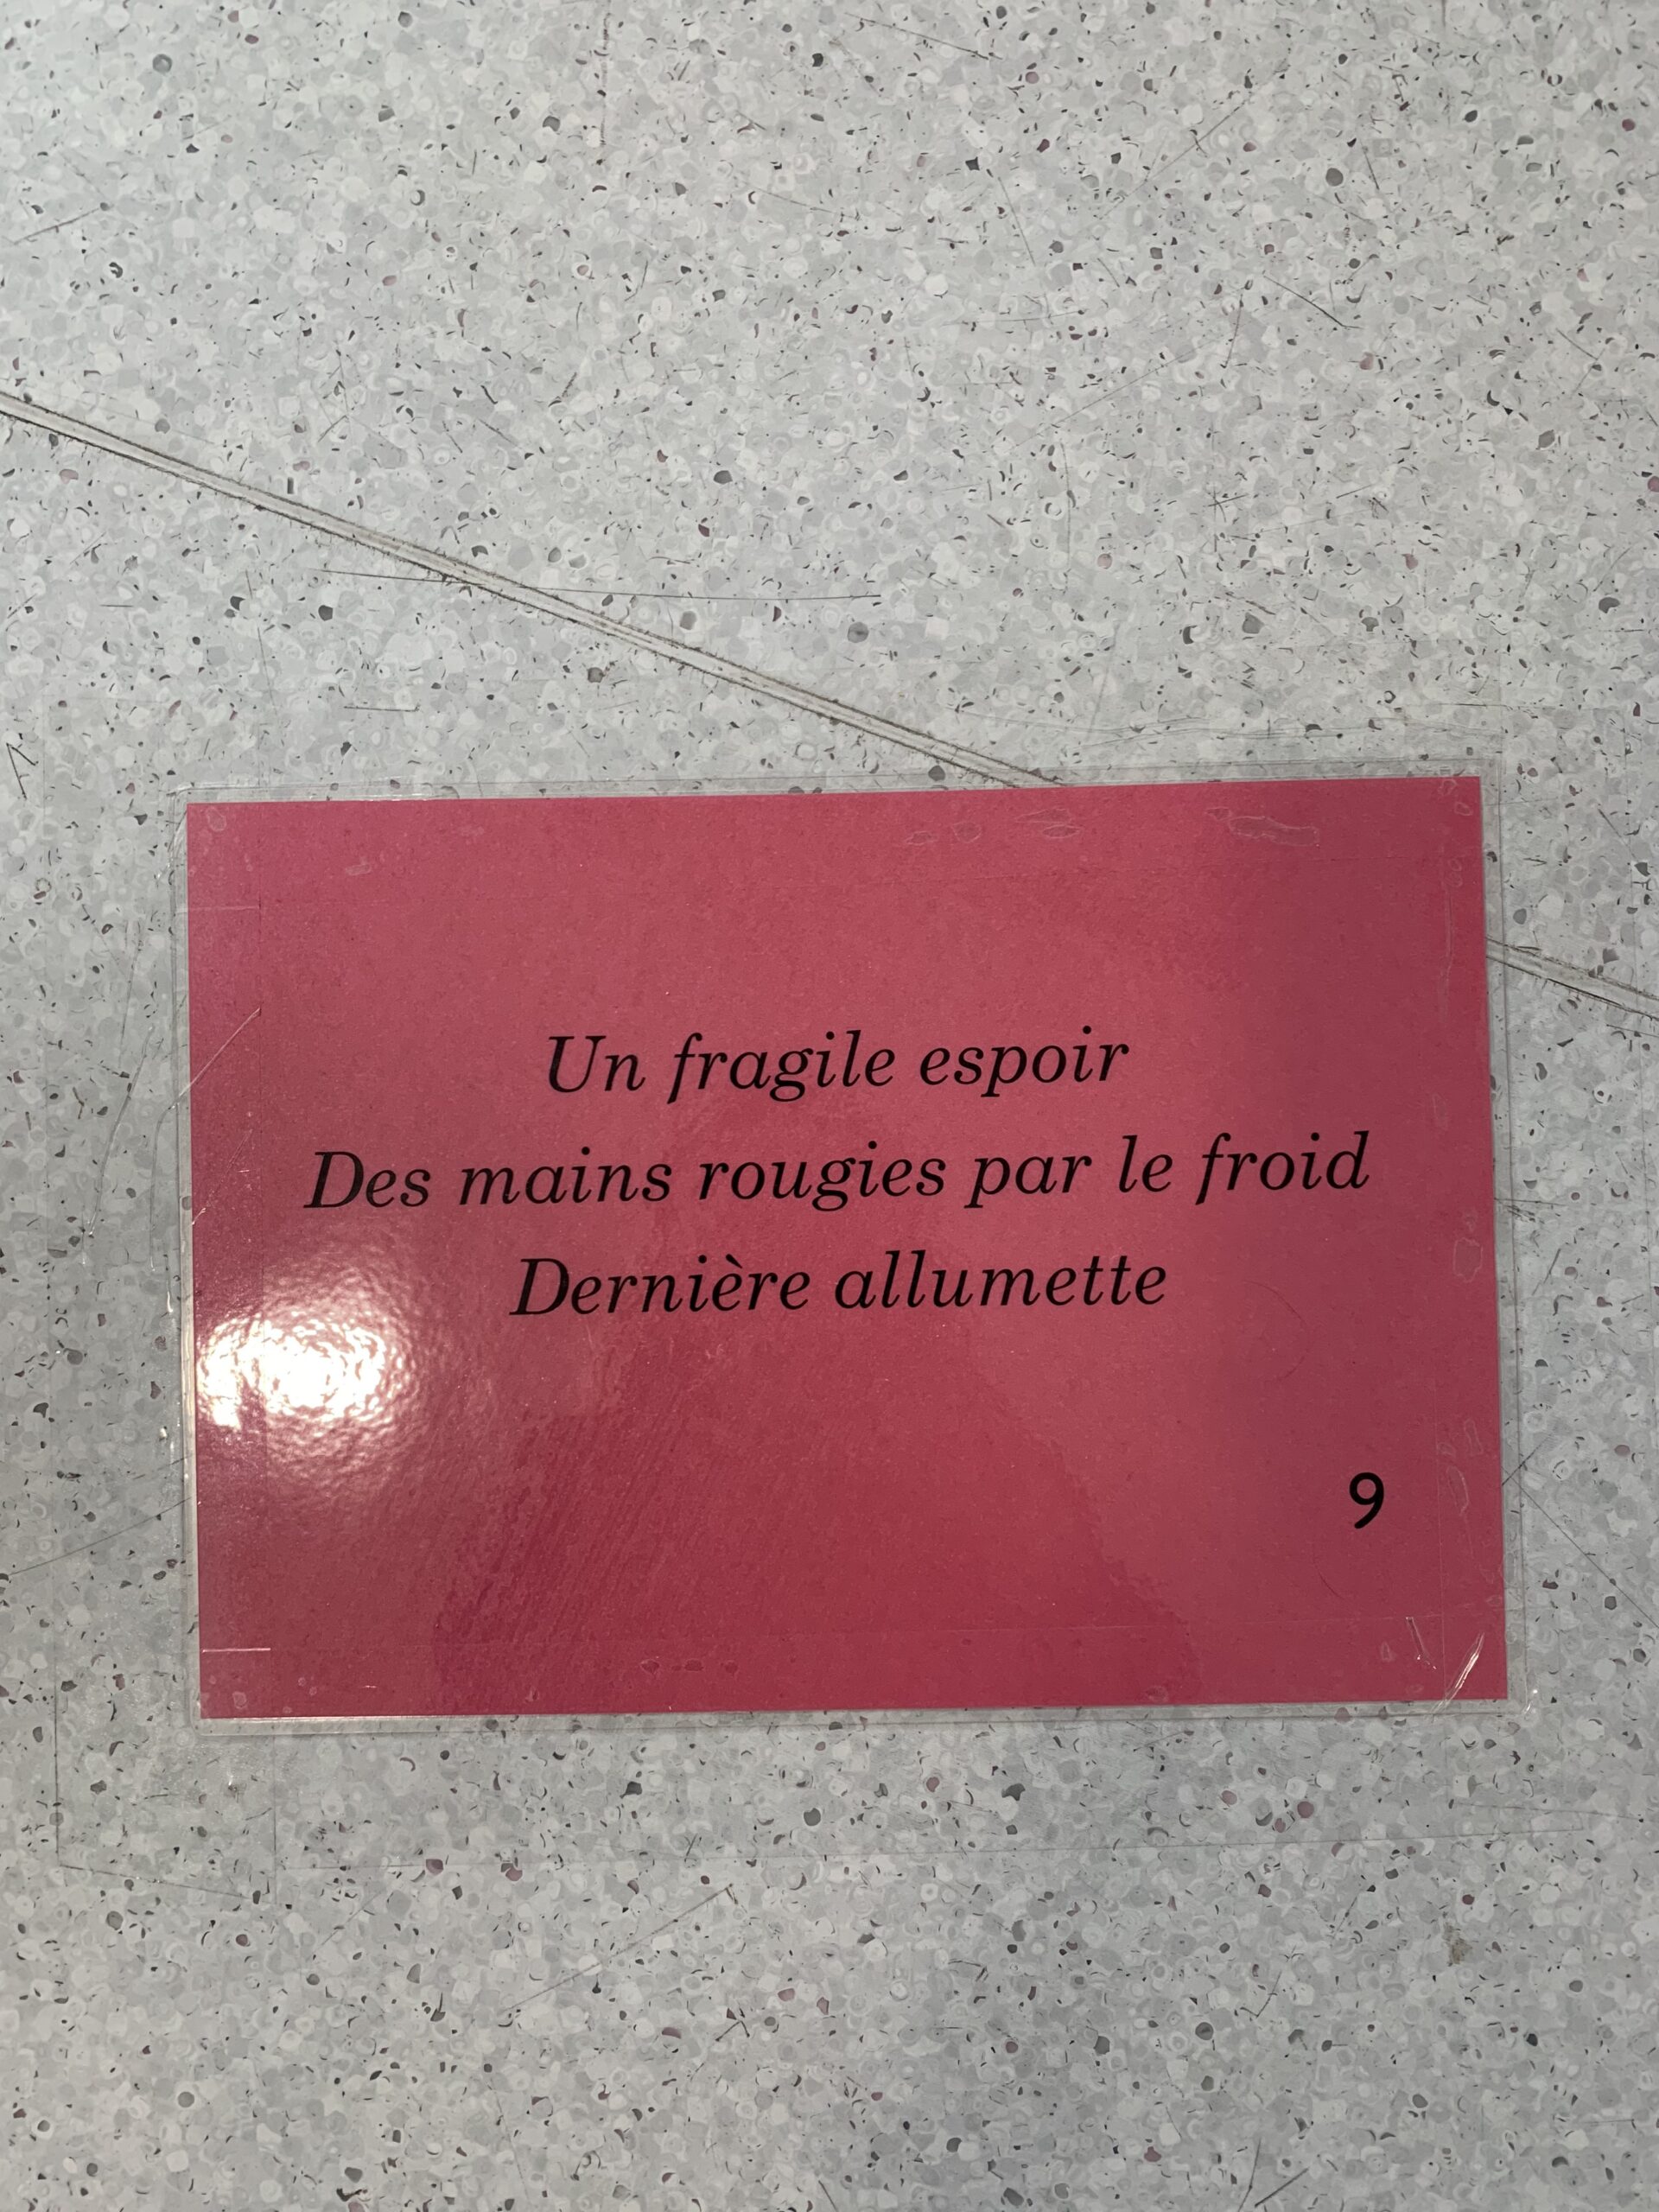 Un fragile espoir
Des mains rougies par le froid
Dernière allumette
9